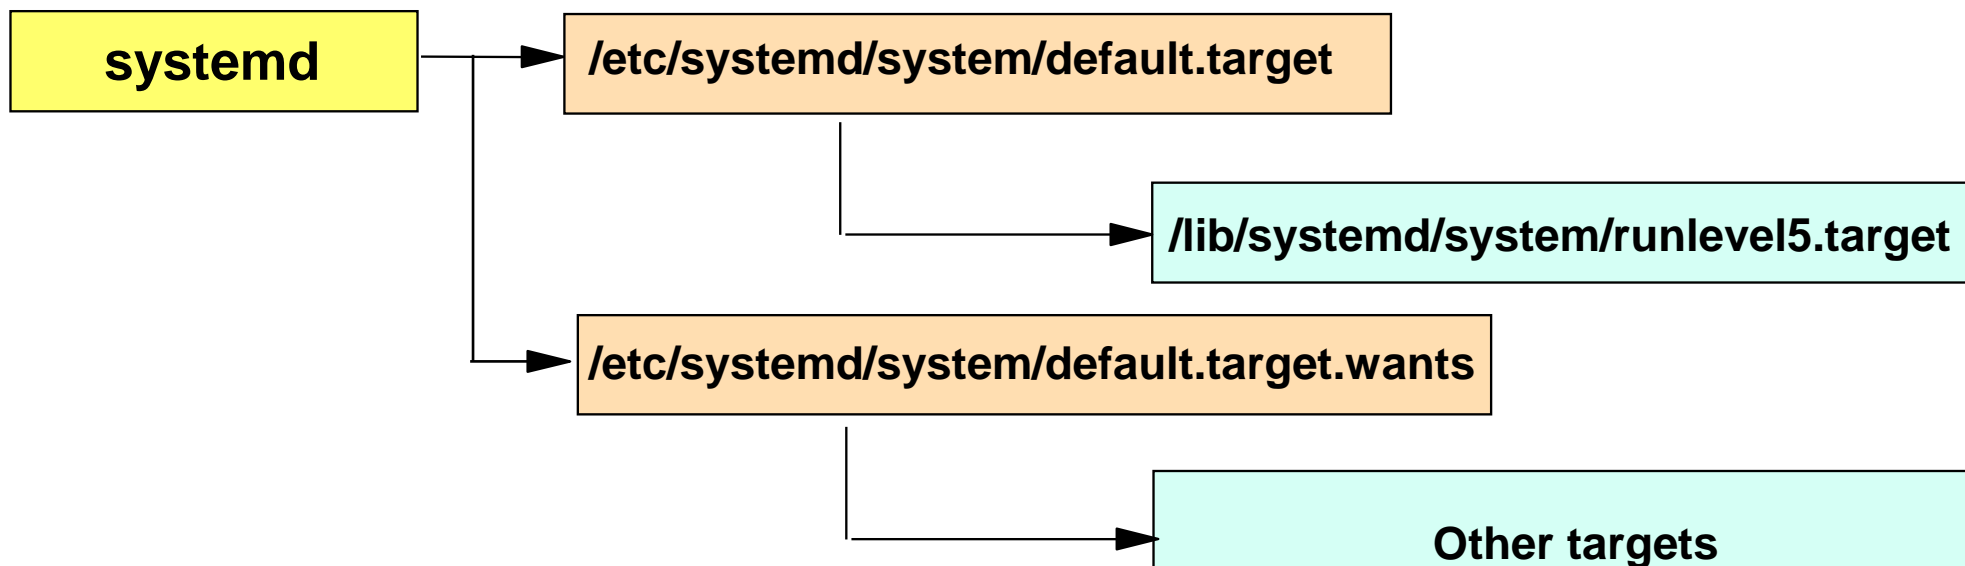 systemd
/etc/systemd/system/default.target
/lib/systemd/system/runlevel5.target
/etc/systemd/system/default.target.wants
Other targets